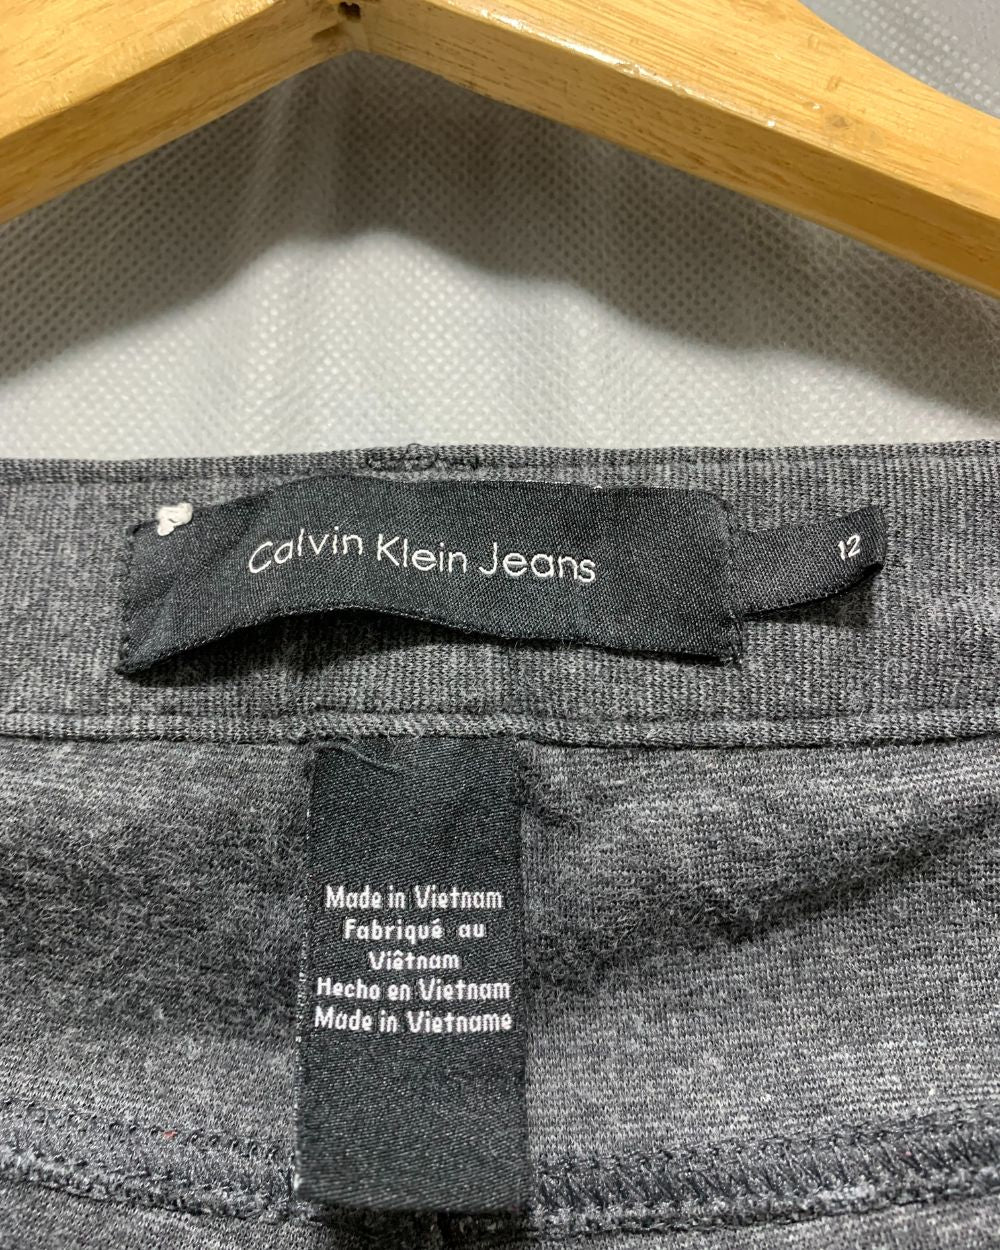 Calvin Klein Jeans
12
Made in Vietnam
Fabriqué au
Viêtnam
Hecho en Vietnam
Made in Vietname